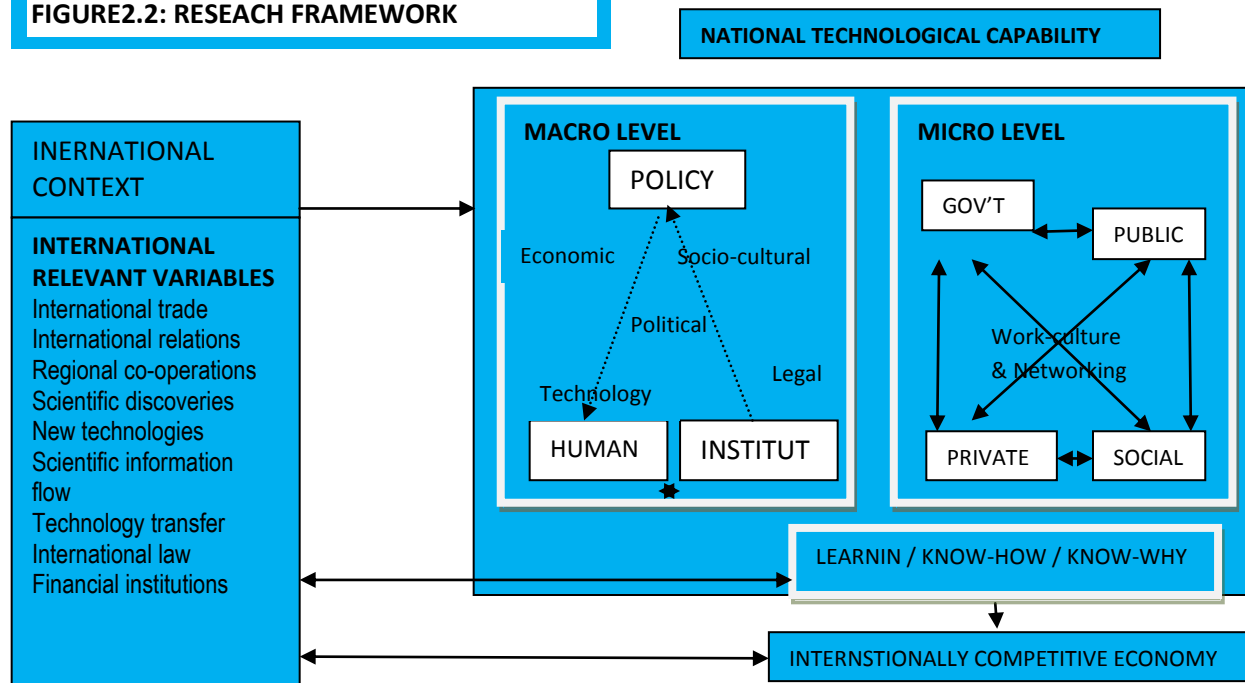 FIGURE2.2: RESEACH FRAMEWORK
NATIONAL TECHNOLOGICAL CAPABILITY
INERNATIONAL
CONTEXT
INTERNATIONAL
RELEVANT VARIABLES
International trade
International relations
Regional co-operations
Scientific discoveries
New technologies
Scientific information
flow
Technology transfer
International law
Financial institutions
MACRO LEVEL
POLICY
Economic
Socio-cultural
Political
Legal
Technology
HUMAN
INSTITUT
MICRO LEVEL
GOV’T
PUBLIC
Work-culture
& Networking
PRIVATE
SOCIAL
LEARNIN / KNOW-HOW / KNOW-WHY
INTERNSTIONALLY COMPETITIVE ECONOMY